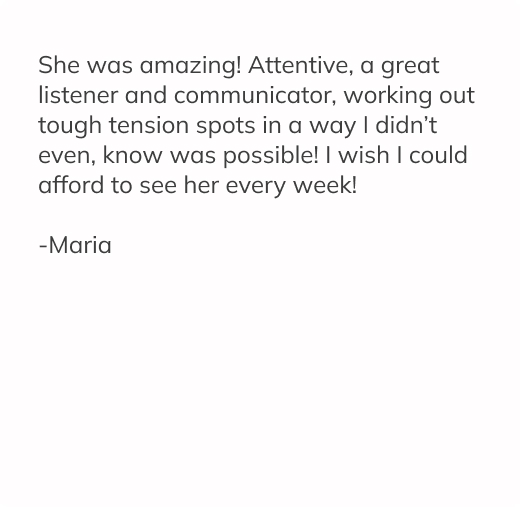 She was amazing! Attentive, a great
listener and communicator, working out
tough tension spots in a way I didn’t
even, know was possible! I wish I could
afford to see her every week!
-Maria